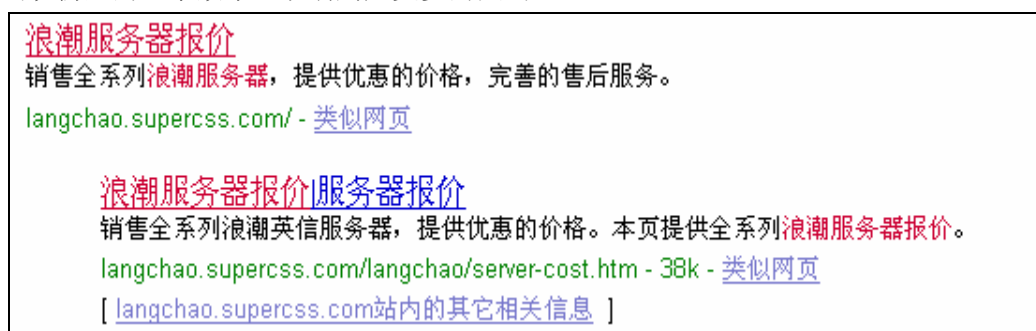 浪潮服务器报价
销售全系列浪潮服务器，提供优惠的价格，完善的售后服务。
langchao.supercss.com/ - 类似网页
浪潮服务器报价|服务器报价
销售全系列浪潮英信服务器，提供优惠的价格。本页提供全系列浪潮服务器报价。
langchao.supercss.com/langchao/server-cost.htm - 38k - 类似网页
[ langchao.supercss.com站内的其它相关信息 ]